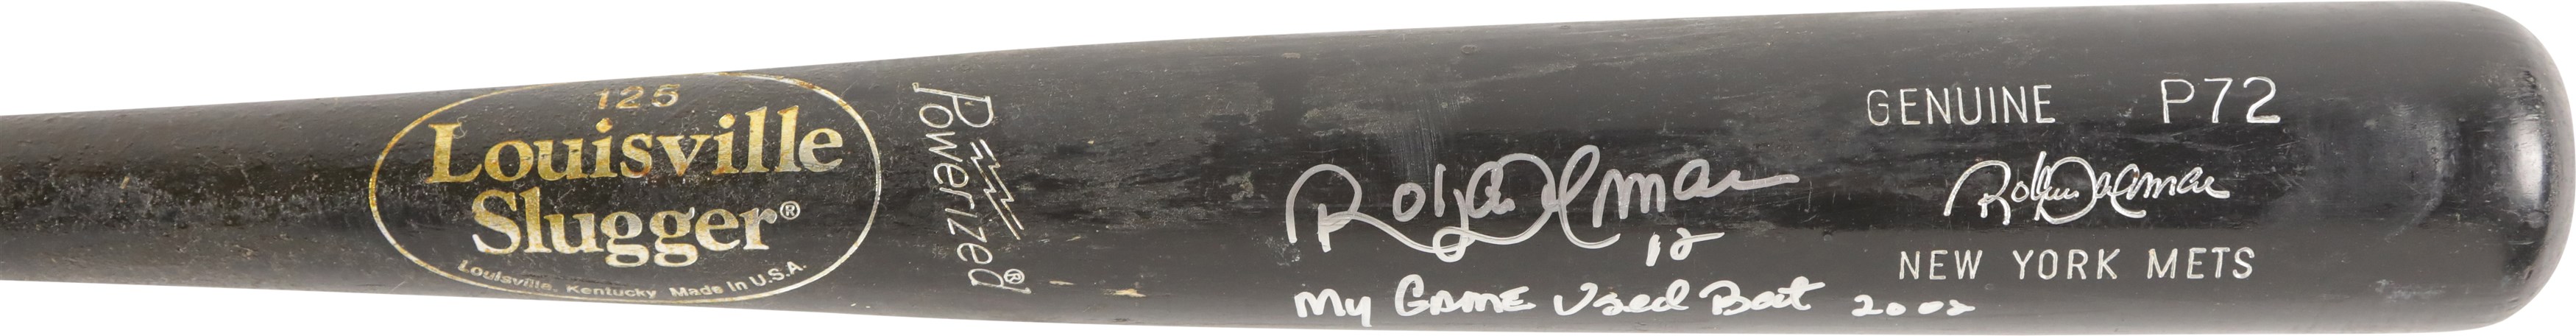 125
Louisville
Slugger®
Louisville, Kentucky Made In U.S.A.
Powerized®
Roberto Alomar
12
My GAME Used Bat 2002
GENUINE P72
Roberto Alomar
NEW YORK METS